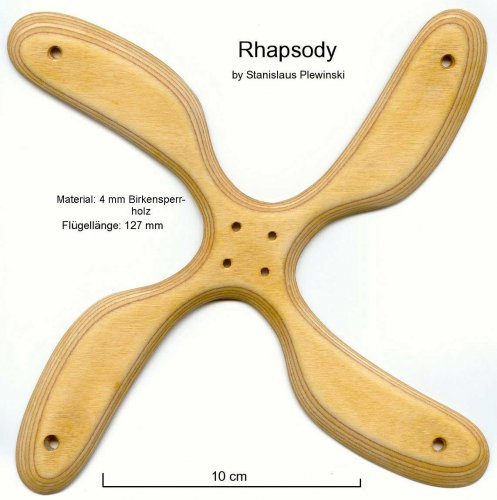 Rhapsody
by Stanislaus Plewinski
Material: 4 mm Birkensperr-
holz
Flügellänge: 127 mm
10 cm